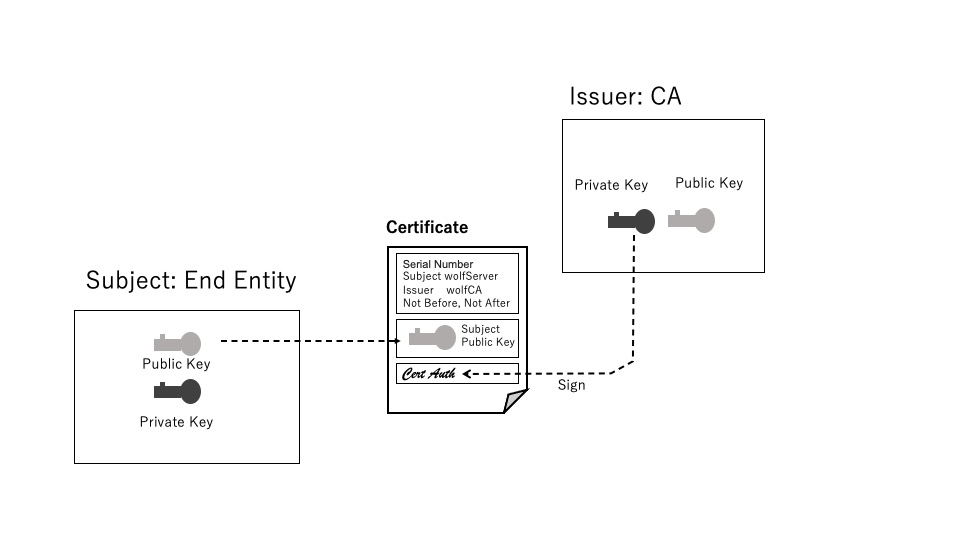 Issuer: CA
Private Key
Public Key
Certificate
Serial Number
Subject wolfServer
Issuer wolfCA
Not Before, Not After
Subject
Public Key
Cert Auth
Sign
Subject: End Entity
Public Key
Private Key